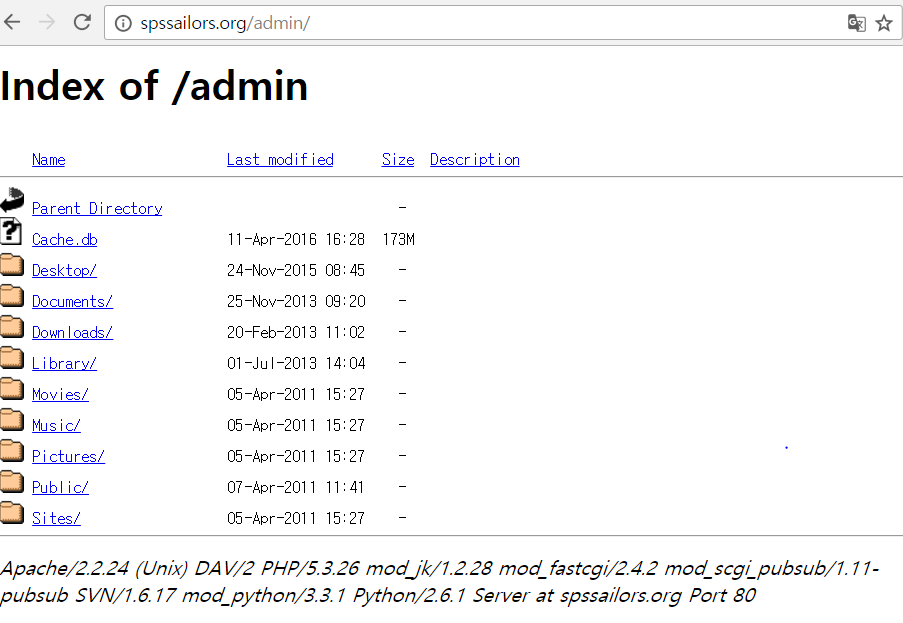 spssailors.org/admin/
Index of /admin
Name Last modified Size Description
Parent Directory -
Cache.db 11-Apr-2016 16:28 173M
Desktop/ 24-Nov-2015 08:45 -
Documents/ 25-Nov-2013 09:20 -
Downloads/ 20-Feb-2013 11:02 -
Library/ 01-Jul-2013 14:04 -
Movies/ 05-Apr-2011 15:27 -
Music/ 05-Apr-2011 15:27 -
Pictures/ 05-Apr-2011 15:27 -
Public/ 07-Apr-2011 11:41 -
Sites/ 05-Apr-2011 15:27 -
Apache/2.2.24 (Unix) DAV/2 PHP/5.3.26 mod_jk/1.2.28 mod_fastcgi/2.4.2 mod_scgi_pubsub/1.11-
pubsub SVN/1.6.17 mod_python/3.3.1 Python/2.6.1 Server at spssailors.org Port 80